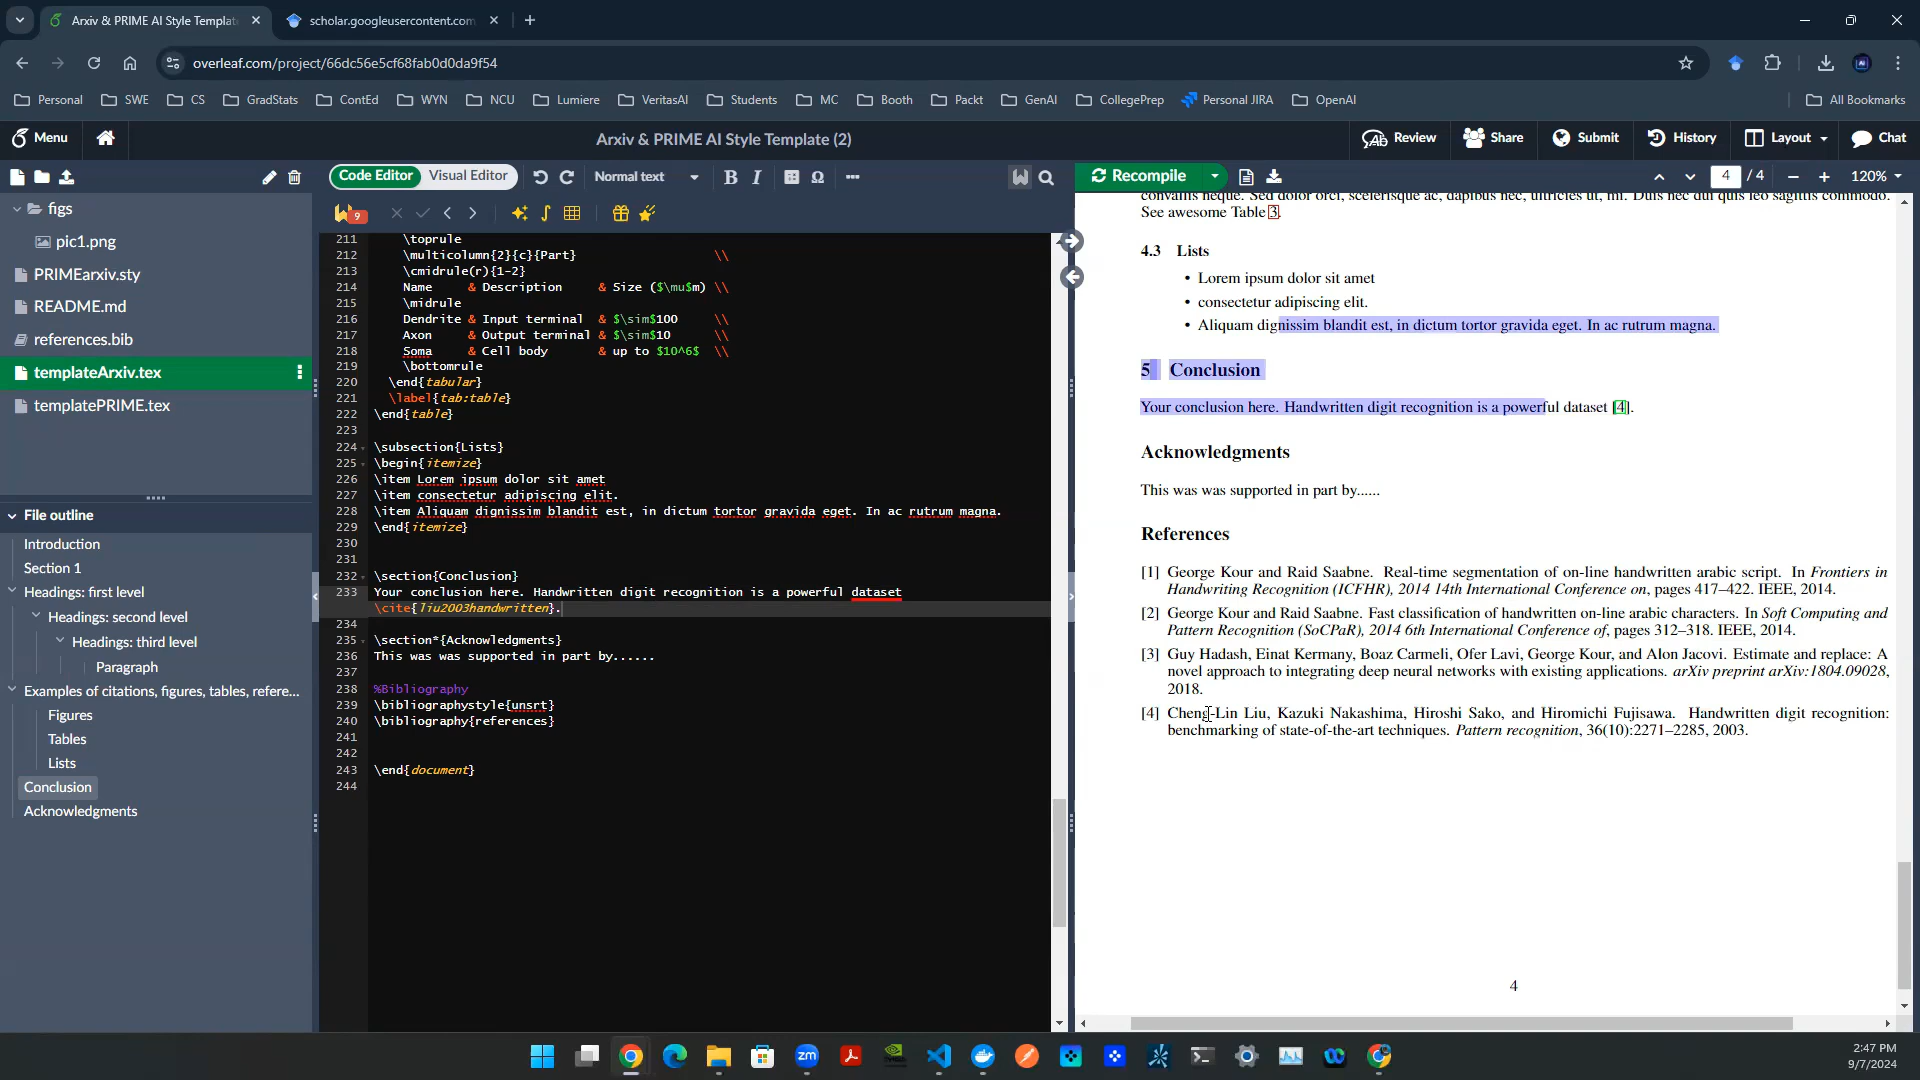 Arxiv & PRIME AI Style Templat
scholar.googleusercontent.com
overleaf.com/project/66dc56e5cf68fab0d0da9f54
Personal SWE CS GradStats ContEd WYN NCU Lumiere VeritasAI Students MC Booth Packt GenAI CollegePrep Personal JIRA OpenAI All Bookmarks
Menu Arxiv & PRIME AI Style Template (2) Review Share Submit History Layout Chat
Code Editor Visual Editor Normal text B I Ω Recompile 4 / 4 120%
9
figs
pic1.png
PRIMEarxiv.sty
README.md
references.bib
templateArxiv.tex
templatePRIME.tex
File outline
Introduction
Section 1
Headings: first level
Headings: second level
Headings: third level
Paragraph
Examples of citations, figures, tables, refere...
Figures
Tables
Lists
Conclusion
Acknowledgments
211 \toprule
212 \multicolumn{2}{c}{Part} \\
213 \cmidrule(r){1-2}
214 Name & Description & Size ($\mu$m) \\
215 \midrule
216 Dendrite & Input terminal & $\sim$100 \\
217 Axon & Output terminal & $\sim$10 \\
218 Soma & Cell body & up to $10^6$ \\
219 \bottomrule
220 \end{tabular}
221 \label{tab:table}
222 \end{table}
223
224 \subsection{Lists}
225 \begin{itemize}
226 \item Lorem ipsum dolor sit amet
227 \item consectetur adipiscing elit.
228 \item Aliquam dignissim blandit est, in dictum tortor gravida eget. In ac rutrum magna.
229 \end{itemize}
230
231
232 \section{Conclusion}
233 Your conclusion here. Handwritten digit recognition is a powerful dataset
\cite{liu2003handwritten}.
234
235 \section*{Acknowledgments}
236 This was was supported in part by......
237
238 %Bibliography
239 \bibliographystyle{unsrt}
240 \bibliography{references}
241
242
243 \end{document}
244
convallis neque. Sed dolor orci, scelerisque ac, dapibus nec, ultricies ut, mi. Duis nec dui quis leo sagittis commodo.
See awesome Table 3.
4.3 Lists
• Lorem ipsum dolor sit amet
• consectetur adipiscing elit.
• Aliquam dignissim blandit est, in dictum tortor gravida eget. In ac rutrum magna.
5 Conclusion
Your conclusion here. Handwritten digit recognition is a powerful dataset [4].
Acknowledgments
This was was supported in part by......
References
[1] George Kour and Raid Saabne. Real-time segmentation of on-line handwritten arabic script. In Frontiers in
Handwriting Recognition (ICFHR), 2014 14th International Conference on, pages 417–422. IEEE, 2014.
[2] George Kour and Raid Saabne. Fast classification of handwritten on-line arabic characters. In Soft Computing and
Pattern Recognition (SoCPaR), 2014 6th International Conference of, pages 312–318. IEEE, 2014.
[3] Guy Hadash, Einat Kermany, Boaz Carmeli, Ofer Lavi, George Kour, and Alon Jacovi. Estimate and replace: A
novel approach to integrating deep neural networks with existing applications. arXiv preprint arXiv:1804.09028,
2018.
[4] Cheng-Lin Liu, Kazuki Nakashima, Hiroshi Sako, and Hiromichi Fujisawa. Handwritten digit recognition:
benchmarking of state-of-the-art techniques. Pattern recognition, 36(10):2271–2285, 2003.
4
zm
2:47 PM
9/7/2024